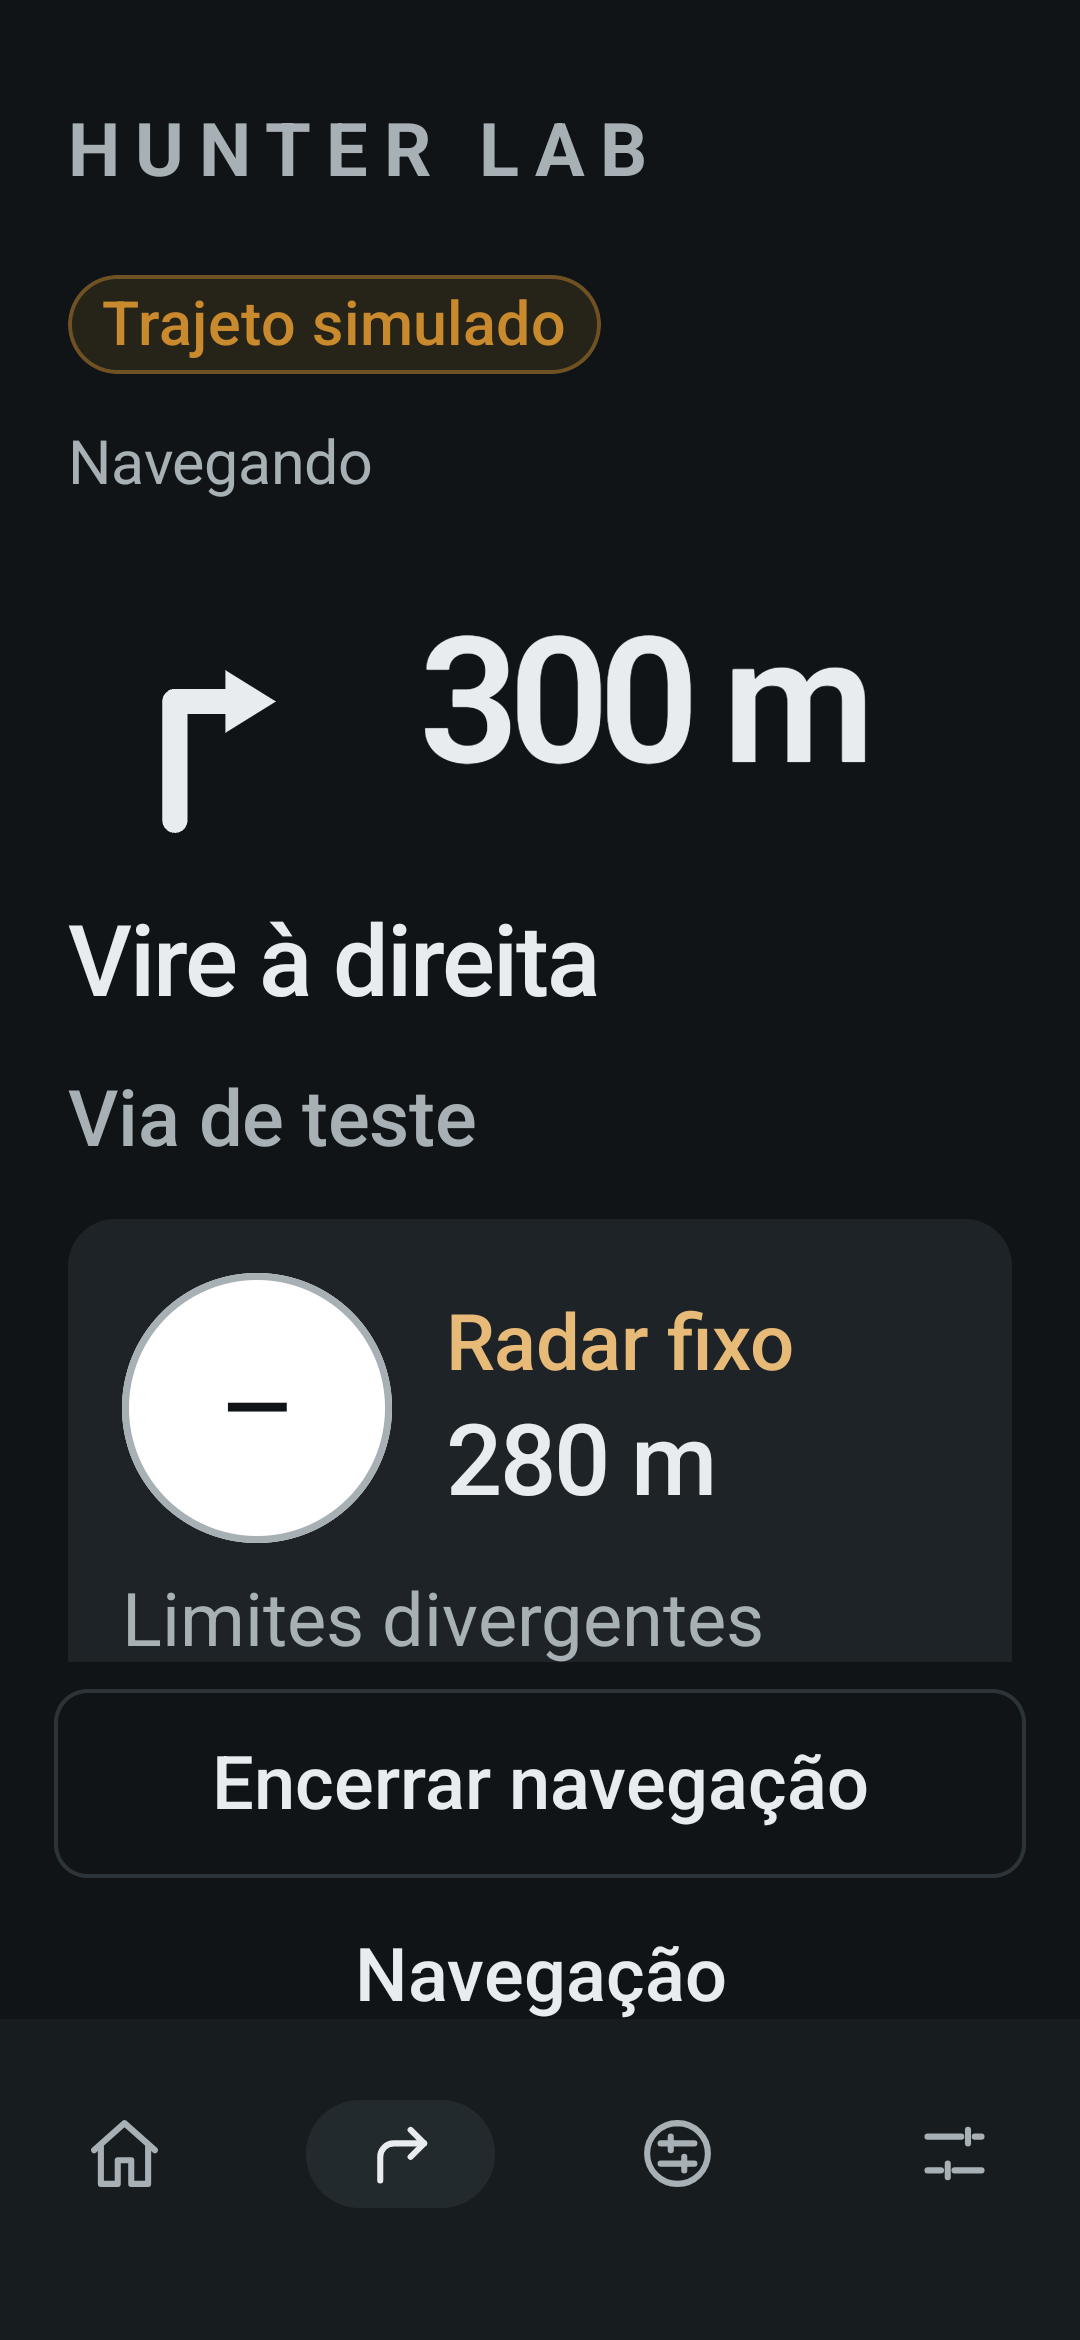 HUNTER LAB
Trajeto simulado
Navegando
300 m
Vire à direita
Via de teste
Radar fixo
–
280 m
Limites divergentes
Encerrar navegação
Navegação